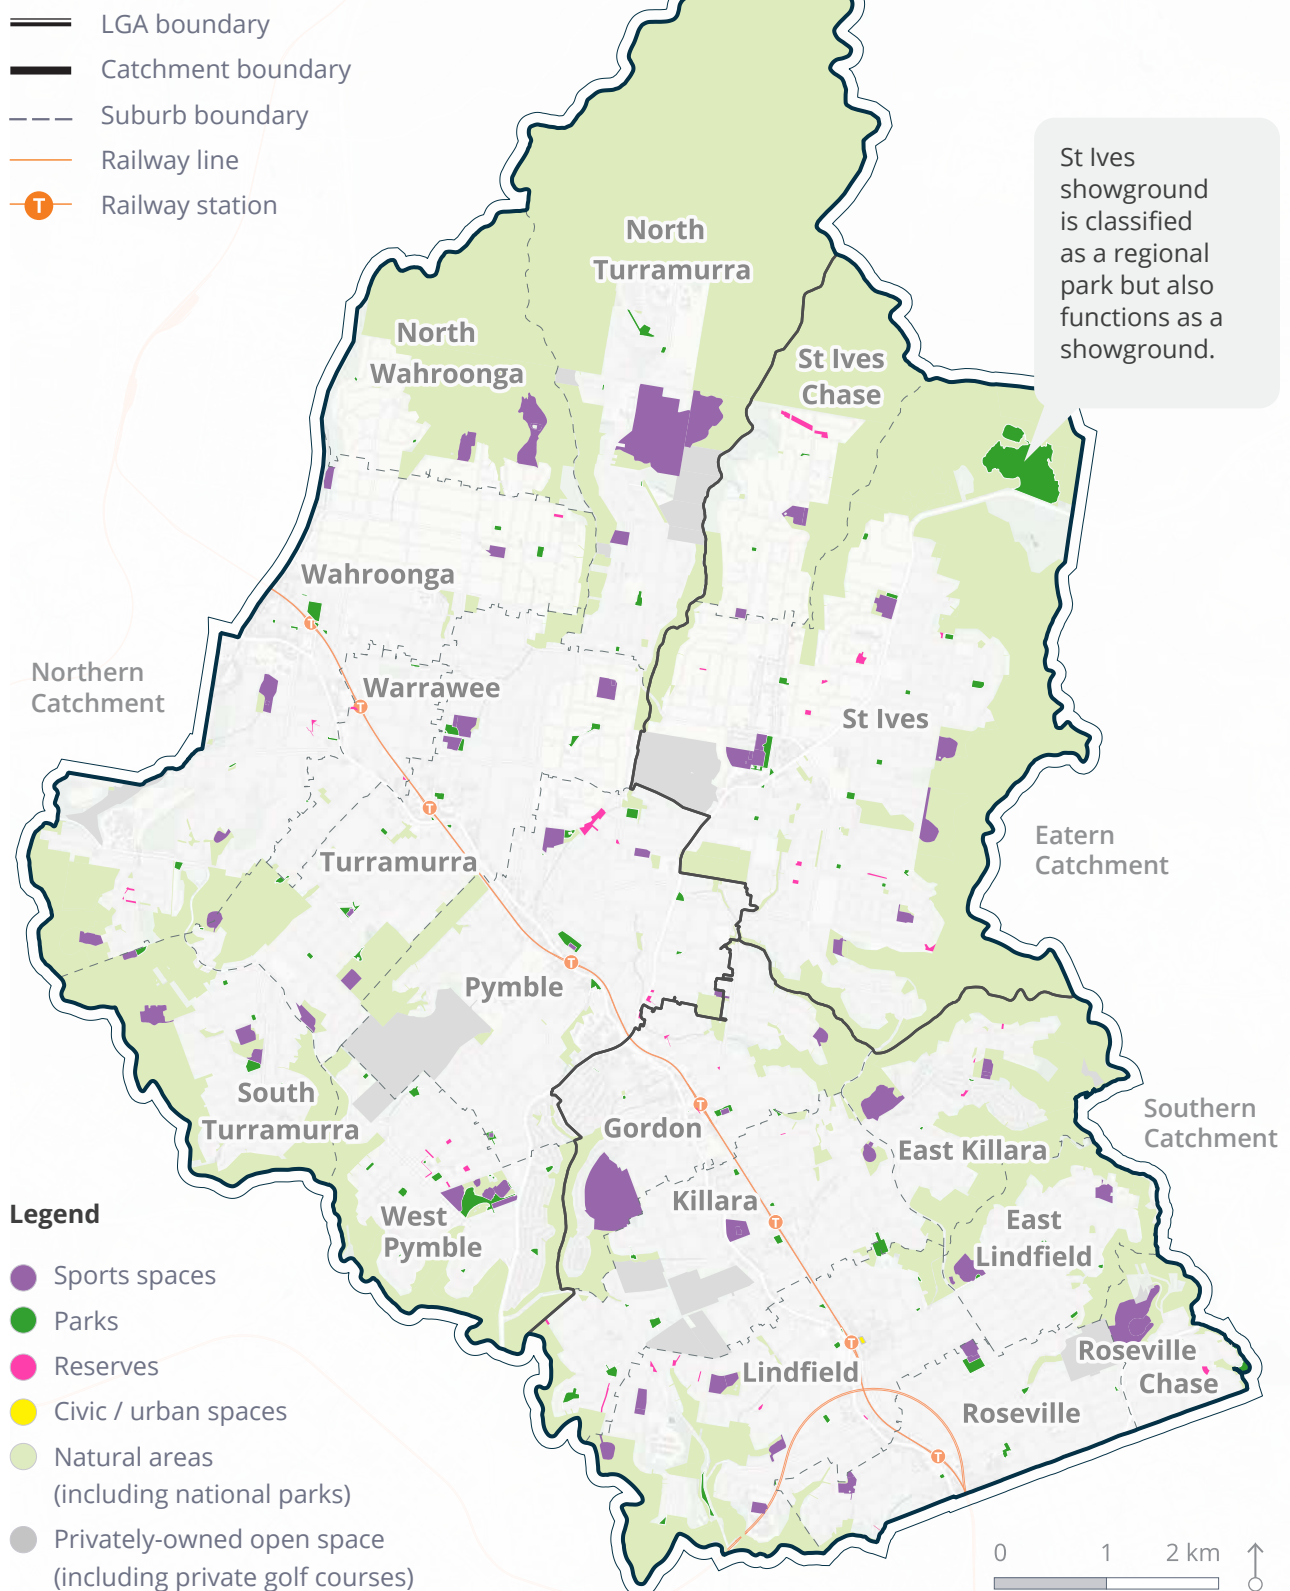 LGA boundary
Catchment boundary
Suburb boundary
Railway line
T
Railway station
St Ives
showground
is classified
as a regional
park but also
functions as a
showground.
North
Turramurra
North
Wahroonga
St Ives
Chase
Wahroonga
T
Northern
Catchment
Warrawee
T
St Ives
T
Turramurra
Eatern
Catchment
Pymble
T
South
Turramurra
T
Gordon
East Killara
Southern
Catchment
West
Pymble
Killara
T
East
Lindfield
T
Lindfield
Roseville
Chase
Roseville
T
Legend
Sports spaces
Parks
Reserves
Civic / urban spaces
Natural areas
(including national parks)
Privately-owned open space
(including private golf courses)
0 1 2 km